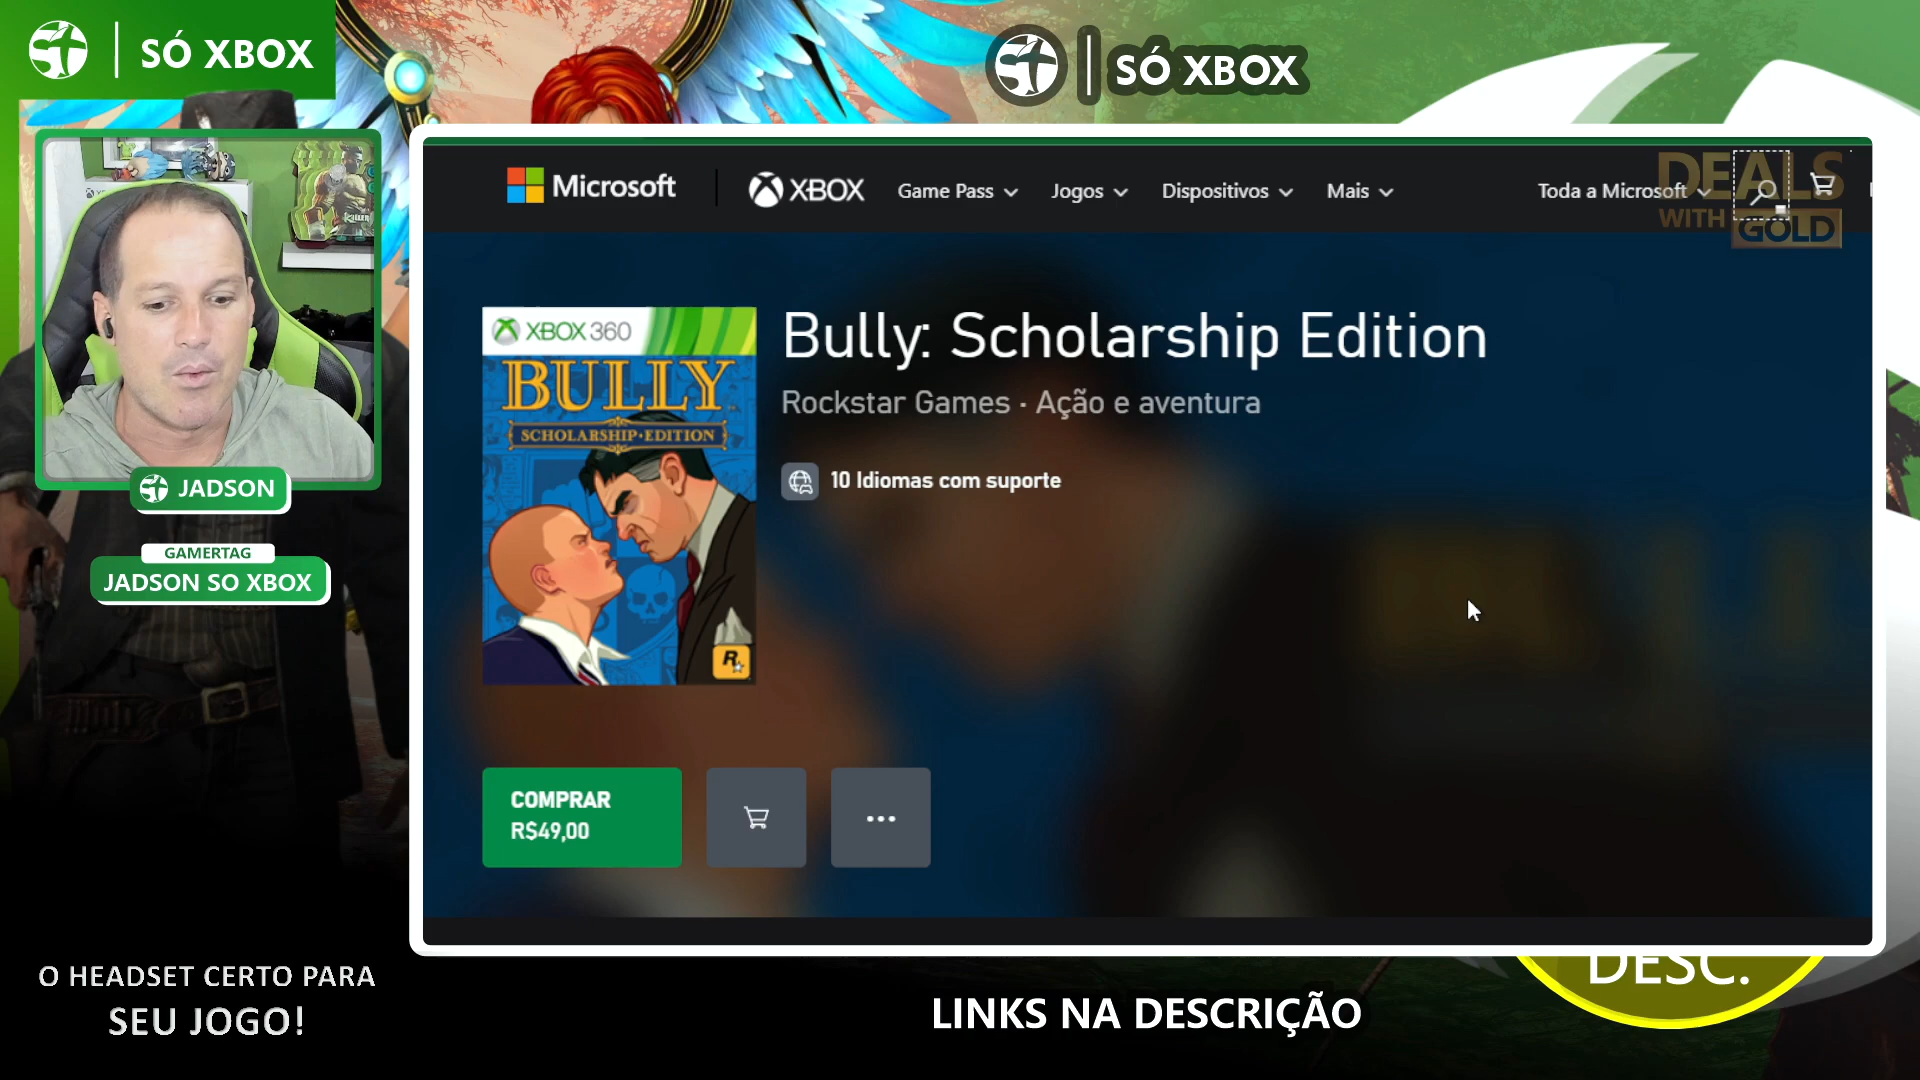 SÓ XBOX
SÓ XBOX
Microsoft
XBOX
Game Pass
Jogos
Dispositivos
Mais
Toda a Microsoft
DEALS
WITH GOLD
XBOX 360
BULLY
SCHOLARSHIP EDITION
R
Bully: Scholarship Edition
Rockstar Games · Ação e aventura
10 Idiomas com suporte
JADSON
GAMERTAG
JADSON SO XBOX
COMPRAR
R$49,00
O HEADSET CERTO PARA
SEU JOGO!
LINKS NA DESCRIÇÃO
DESC.